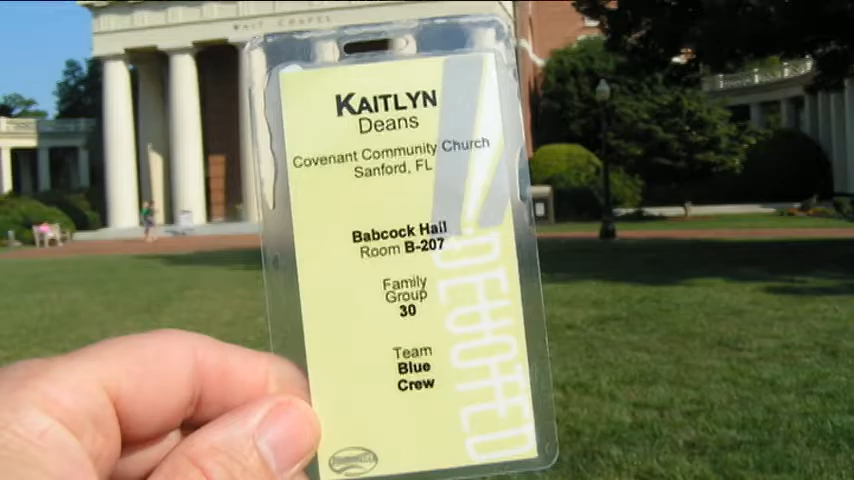 WAIT CHAPEL
KAITLYN
Deans
Covenant Community Church
Sanford, FL
Babcock Hall
Room B-207
Family
Group
30
Team
Blue
Crew
DEVOTED